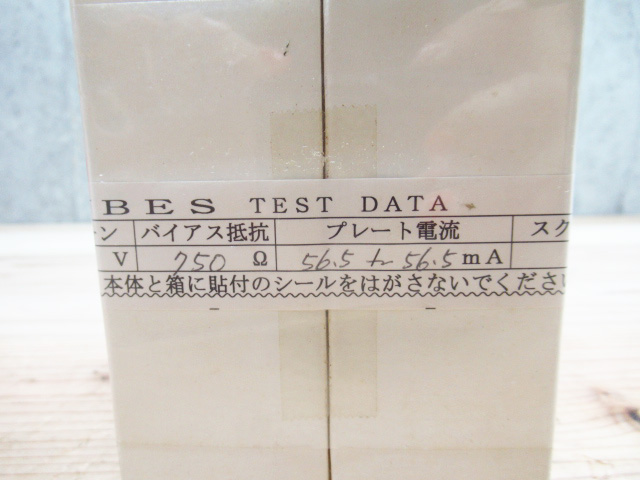 BES TEST DATA
ン バイアス抵抗 プレート電流 スク
V 750 Ω 56.5 56.5 mA
本体と箱に貼付のシールをはがさないでくださ